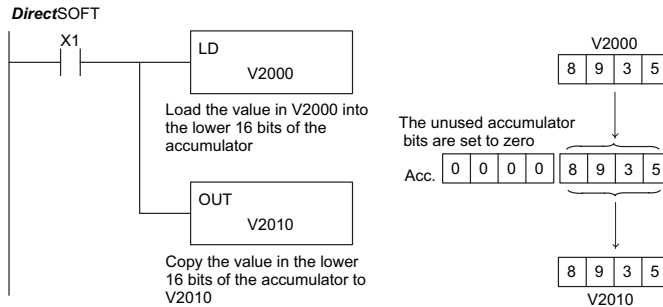 DirectSOFT
X1
LD
V2000
Load the value in V2000 into
the lower 16 bits of the
accumulator
OUT
V2010
Copy the value in the lower
16 bits of the accumulator to
V2010
V2000
8 9 3 5
The unused accumulator
bits are set to zero
Acc. 0 0 0 0 8 9 3 5
8 9 3 5
V2010